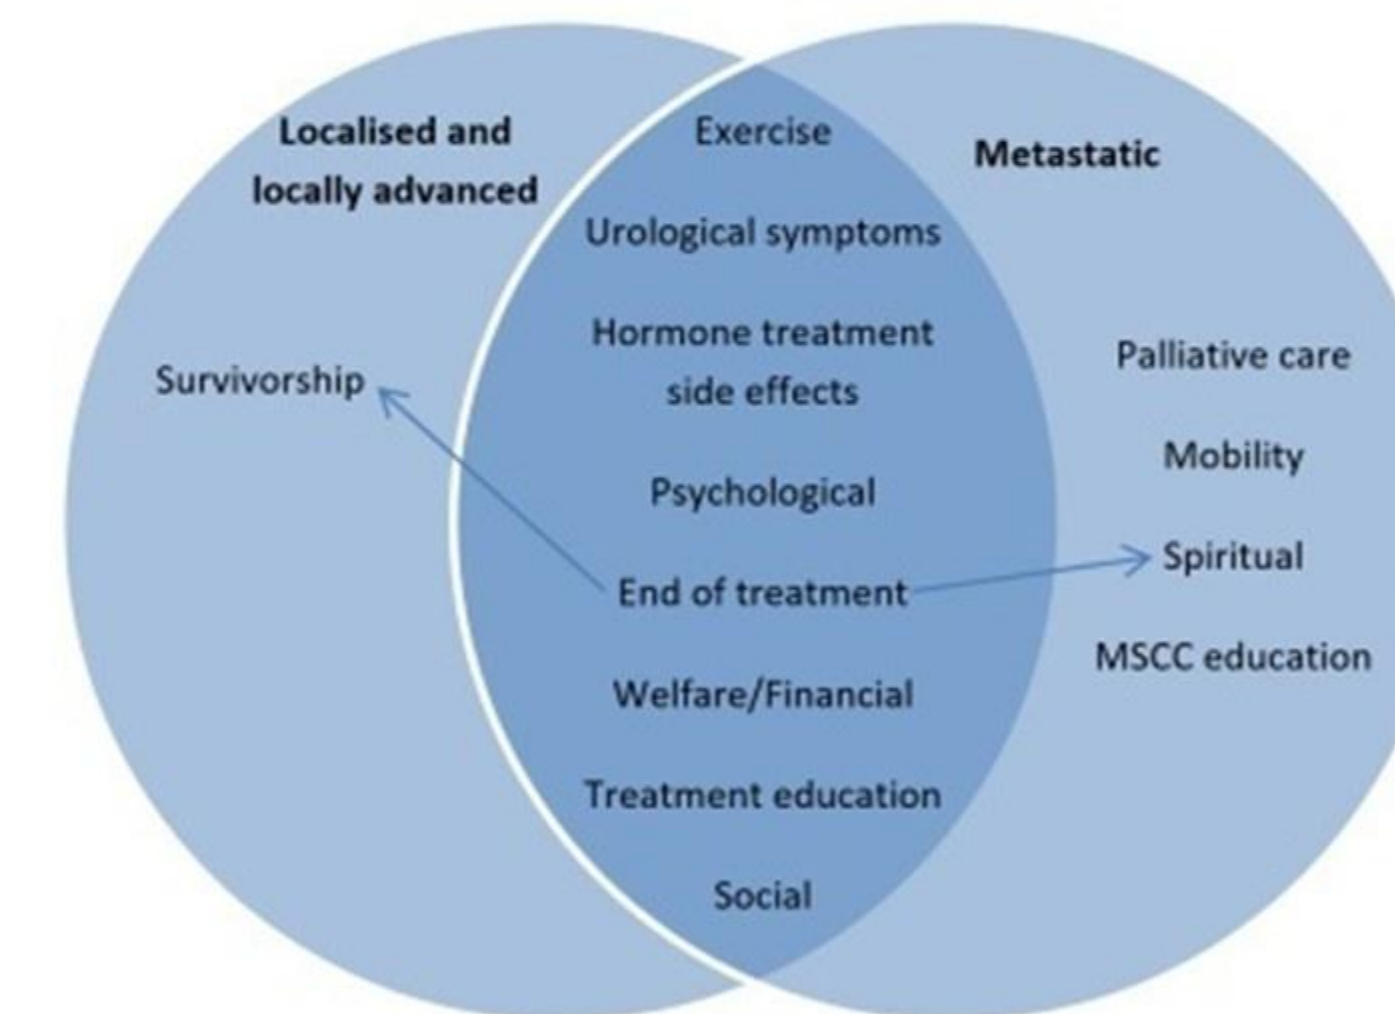 Localised and
locally advanced
Survivorship
Exercise
Urological symptoms
Hormone treatment
side effects
Psychological
End of treatment
Welfare/Financial
Treatment education
Social
Metastatic
Palliative care
Mobility
Spiritual
MSCC education